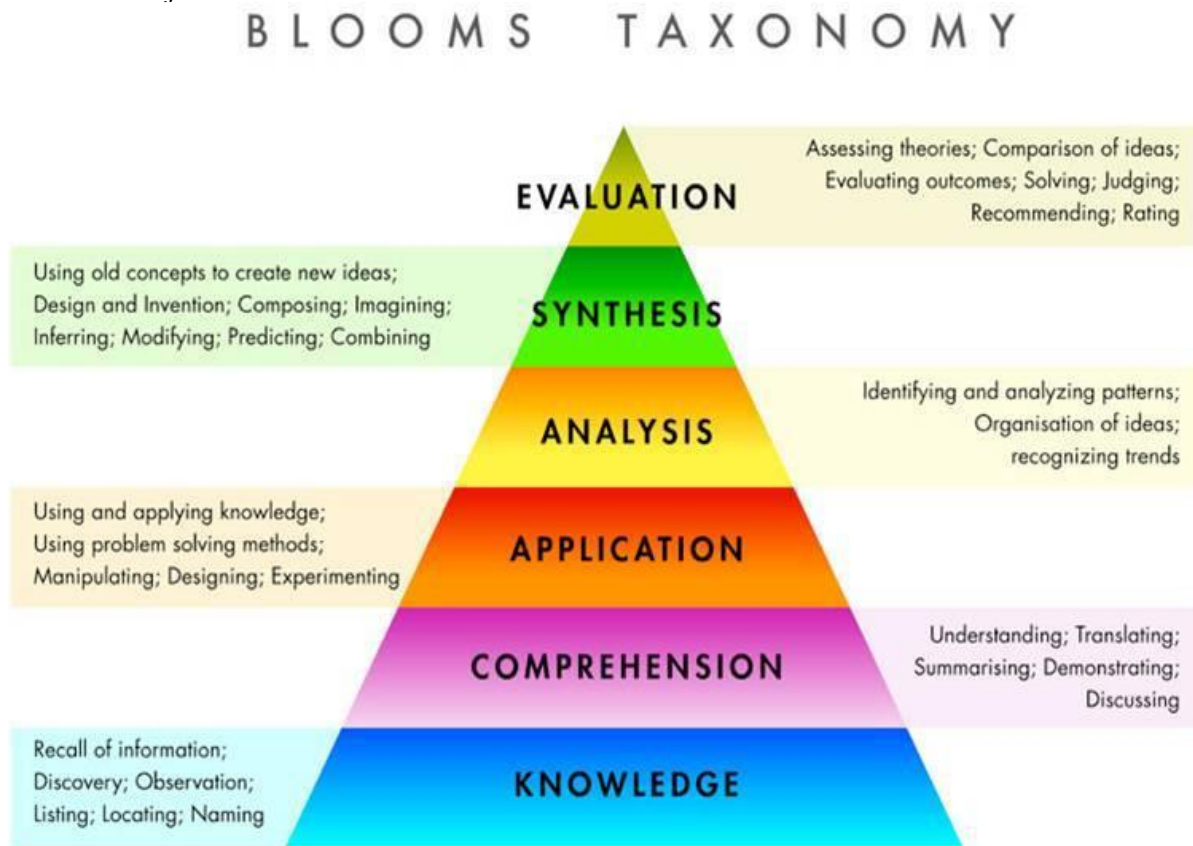 BLOOMS TAXONOMY
EVALUATION
Assessing theories; Comparison of ideas;
Evaluating outcomes; Solving; Judging;
Recommending; Rating
Using old concepts to create new ideas;
Design and Invention; Composing; Imagining;
Inferring; Modifying; Predicting; Combining
SYNTHESIS
ANALYSIS
Identifying and analyzing patterns;
Organisation of ideas;
recognizing trends
Using and applying knowledge;
Using problem solving methods;
Manipulating; Designing; Experimenting
APPLICATION
COMPREHENSION
Understanding; Translating;
Summarising; Demonstrating;
Discussing
Recall of information;
Discovery; Observation;
Listing; Locating; Naming
KNOWLEDGE